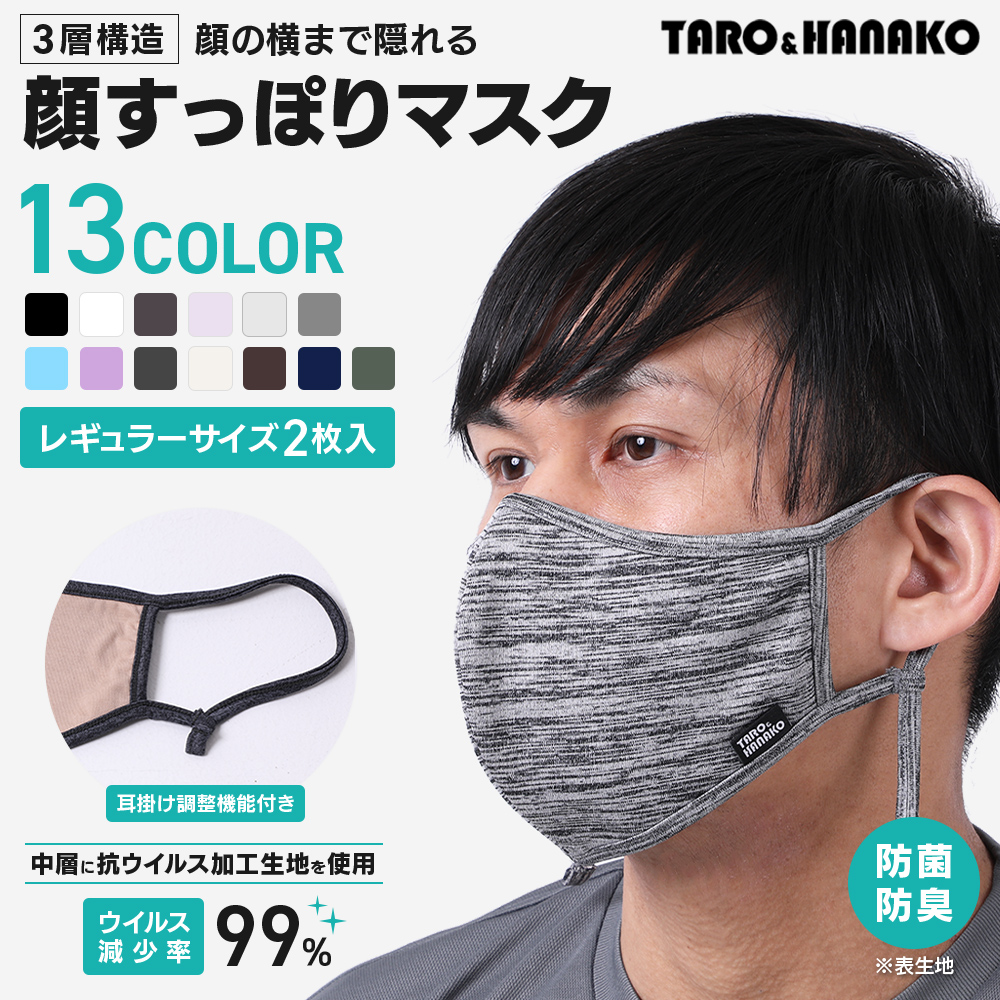 3層構造 顔の横まで隠れる
TARO&HANAKO
顔すっぽりマスク
13COLOR
レギュラーサイズ2枚入
TARO&
HANAKO
耳掛け調整機能付き
中層に抗ウイルス加工生地を使用
ウイルス
減少率
99%
防菌
防臭
※表生地